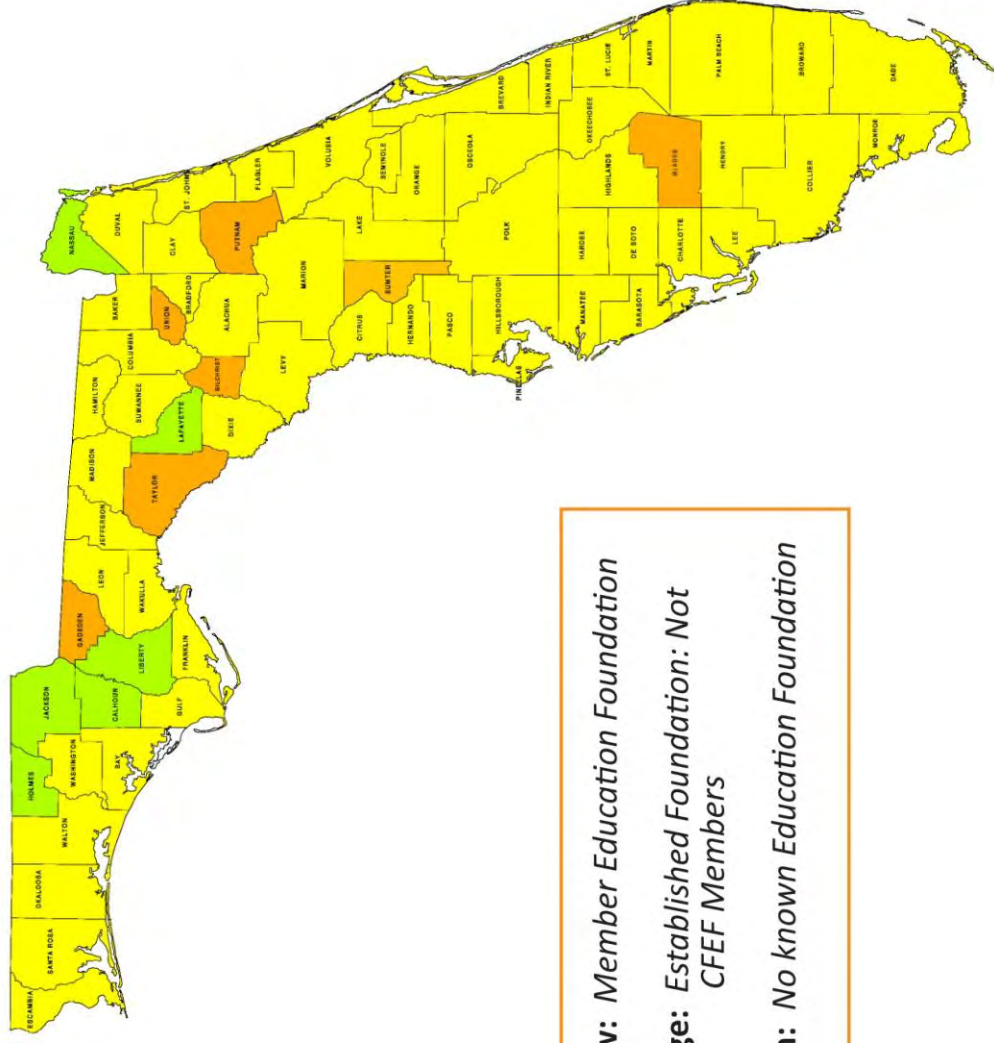 ESCAMBIA
SANTA ROSA
OKALOOSA
WALTON
HOLMES
WASHINGTON
BAY
JACKSON
CALHOUN
GULF
GADSDEN
LIBERTY
FRANKLIN
LEON
WAKULLA
JEFFERSON
MADISON
TAYLOR
HAMILTON
SUWANNEE
LAFAYETTE
DIXIE
COLUMBIA
GILCHRIST
LEVY
BAKER
UNION
BRADFORD
ALACHUA
MARION
NASSAU
DUVAL
CLAY
ST. JOHNS
PUTNAM
FLAGLER
VOLUSIA
CITRUS
SUMTER
LAKE
HERNANDO
PASCO
SEMINOLE
ORANGE
OSCEOLA
BREVARD
PINELLAS
HILLSBOROUGH
POLK
INDIAN RIVER
MANATEE
HARDEE
HIGHLANDS
OKEECHOBEE
ST. LUCIE
SARASOTA
DE SOTO
MARTIN
CHARLOTTE
GLADES
PALM BEACH
LEE
HENDRY
BROWARD
COLLIER
MONROE
DADE
w: Member Education Foundation
ge: Established Foundation: Not
CFEF Members
n: No known Education Foundation